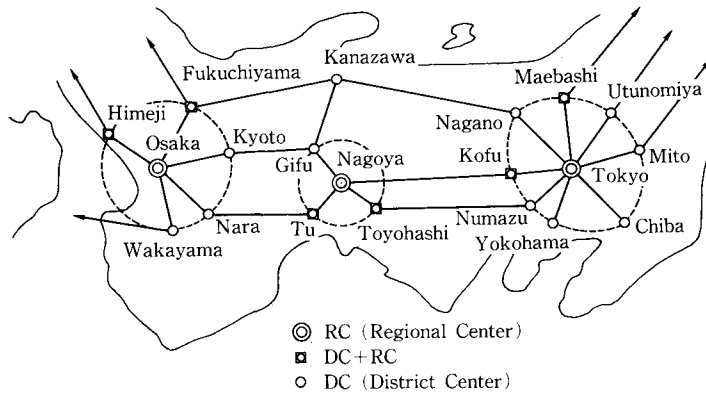 Kanazawa
Fukuchiyama
Maebashi
Utunomiya
Himeji
Osaka
Kyoto
Gifu
Nagoya
Nagano
Kofu
Mito
Tokyo
Wakayama
Nara
Tu
Toyohashi
Numazu
Yokohama
Chiba
RC (Regional Center)
DC+RC
DC (District Center)